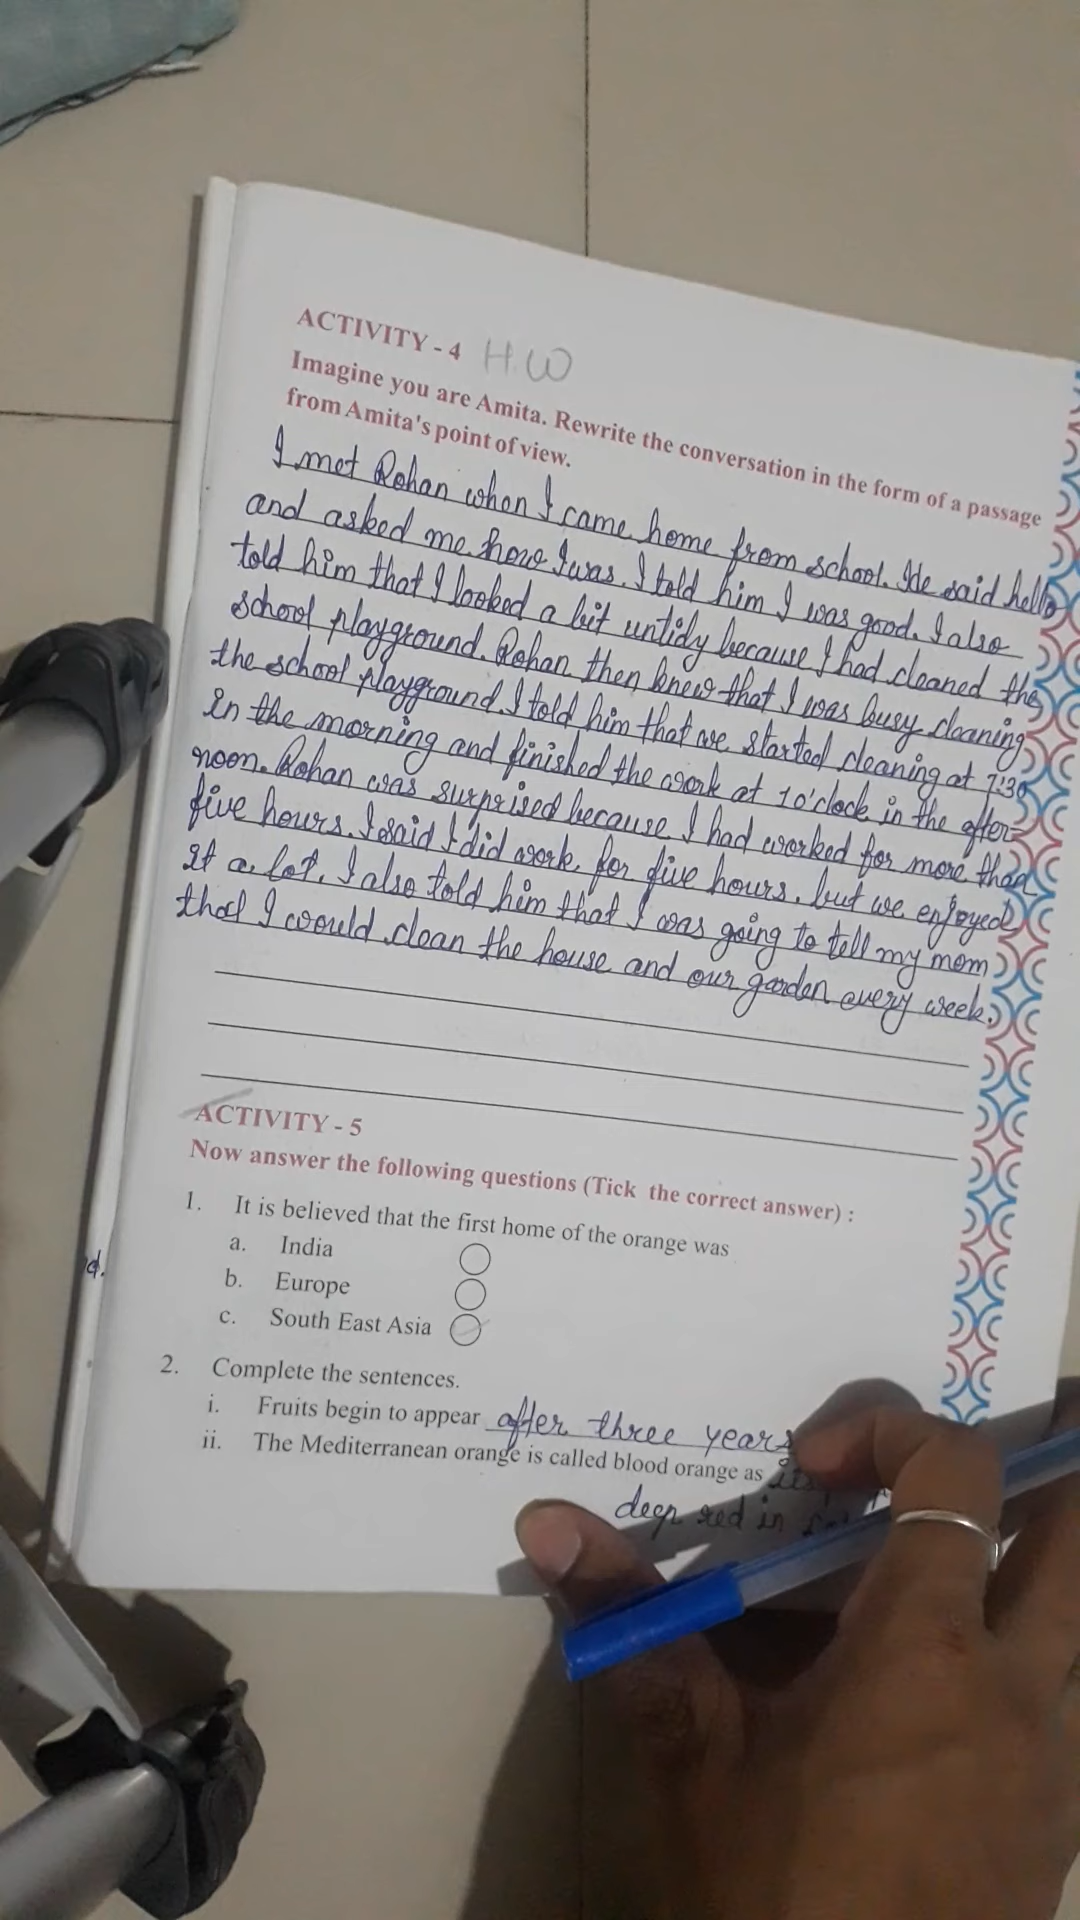 ACTIVITY - 4 H.W
Imagine you are Amita. Rewrite the conversation in the form of a passage
from Amita's point of view.
I met Rohan when I came home from school. He said hello
and asked me how I was. I told him I was good. I also
told him that I looked a bit untidy because I had cleaned the
school playground. Rohan then knew that I was busy cleaning
the school playground. I told him that we started cleaning at 7:30
in the morning and finished the work at 1 o'clock in the after-
noon. Rohan was surprised because I had worked for more than
five hours. I said I did work for five hours, but we enjoyed
it a lot. I also told him that I was going to tell my mom
that I would clean the house and our garden every week.
ACTIVITY - 5
Now answer the following questions (Tick the correct answer) :
1. It is believed that the first home of the orange was
a. India
b. Europe
c. South East Asia
2. Complete the sentences.
i. Fruits begin to appear after three years
ii. The Mediterranean orange is called blood orange as
deep red in
d.